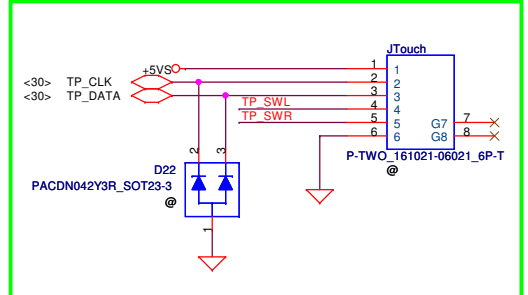 JTouch
+5VS
1 1
<30> TP_CLK 2 2
<30> TP_DATA 3 3
TP_SWL 4 4
TP_SWR 5 5 G7 7
6 6 G8 8
P-TWO_161021-06021_6P-T
@
2 3
D22
PACDN042Y3R_SOT23-3
@
1